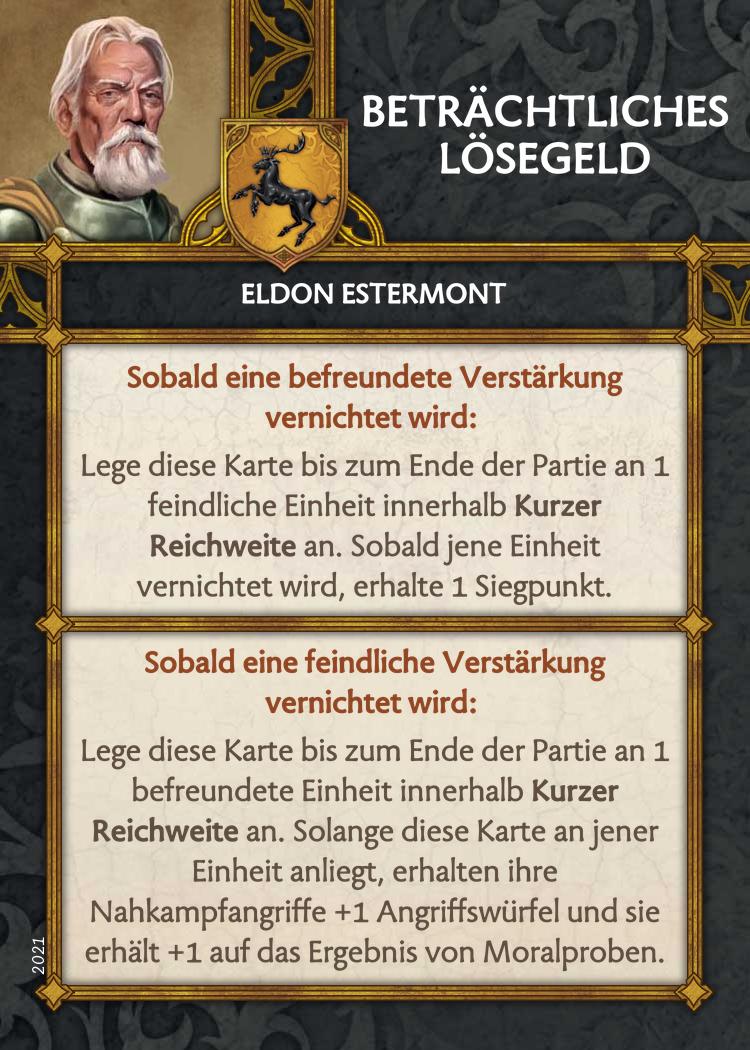 BETRÄCHTLICHES
LÖSEGELD
ELDON ESTERMONT
Sobald eine befreundete Verstärkung
vernichtet wird:
Lege diese Karte bis zum Ende der Partie an 1
feindliche Einheit innerhalb Kurzer
Reichweite an. Sobald jene Einheit
vernichtet wird, erhalte 1 Siegpunkt.
Sobald eine feindliche Verstärkung
vernichtet wird:
Lege diese Karte bis zum Ende der Partie an 1
befreundete Einheit innerhalb Kurzer
Reichweite an. Solange diese Karte an jener
Einheit anliegt, erhalten ihre
Nahkampfangriffe +1 Angriffswürfel und sie
erhält +1 auf das Ergebnis von Moralproben.
2021